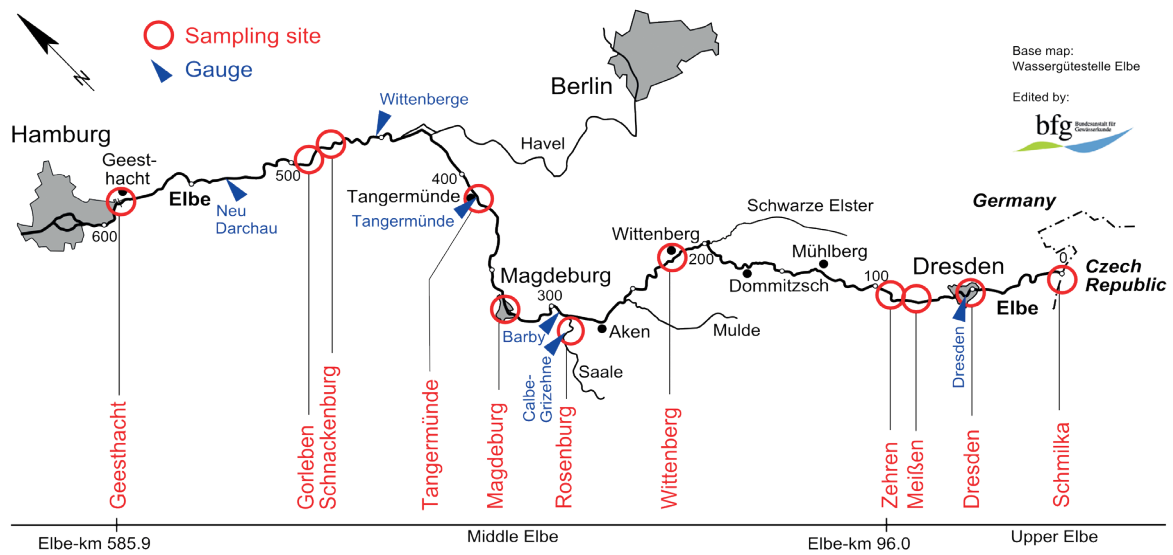 N
Sampling site
Gauge
Base map:
Wassergütestelle Elbe
Edited by:
bfg
Bundesanstalt für
Gewässerkunde
Berlin
Wittenberge
Hamburg
Geest-
hacht
Havel
500
400
Elbe
Neu
Darchau
Tangermünde
Tangermünde
600
Schwarze Elster
Germany
Wittenberg
200
Mühlberg
Dommitzsch
Magdeburg
300
100
Dresden
0
Czech
Republic
Elbe
Barby
Aken
Mulde
Saale
Calbe-
Grizehne
Dresden
Geesthacht
Gorleben
Schnackenburg
Tangermünde
Magdeburg
Rosenburg
Wittenberg
Zehren
Meißen
Dresden
Schmilka
Elbe-km 585.9
Middle Elbe
Elbe-km 96.0
Upper Elbe